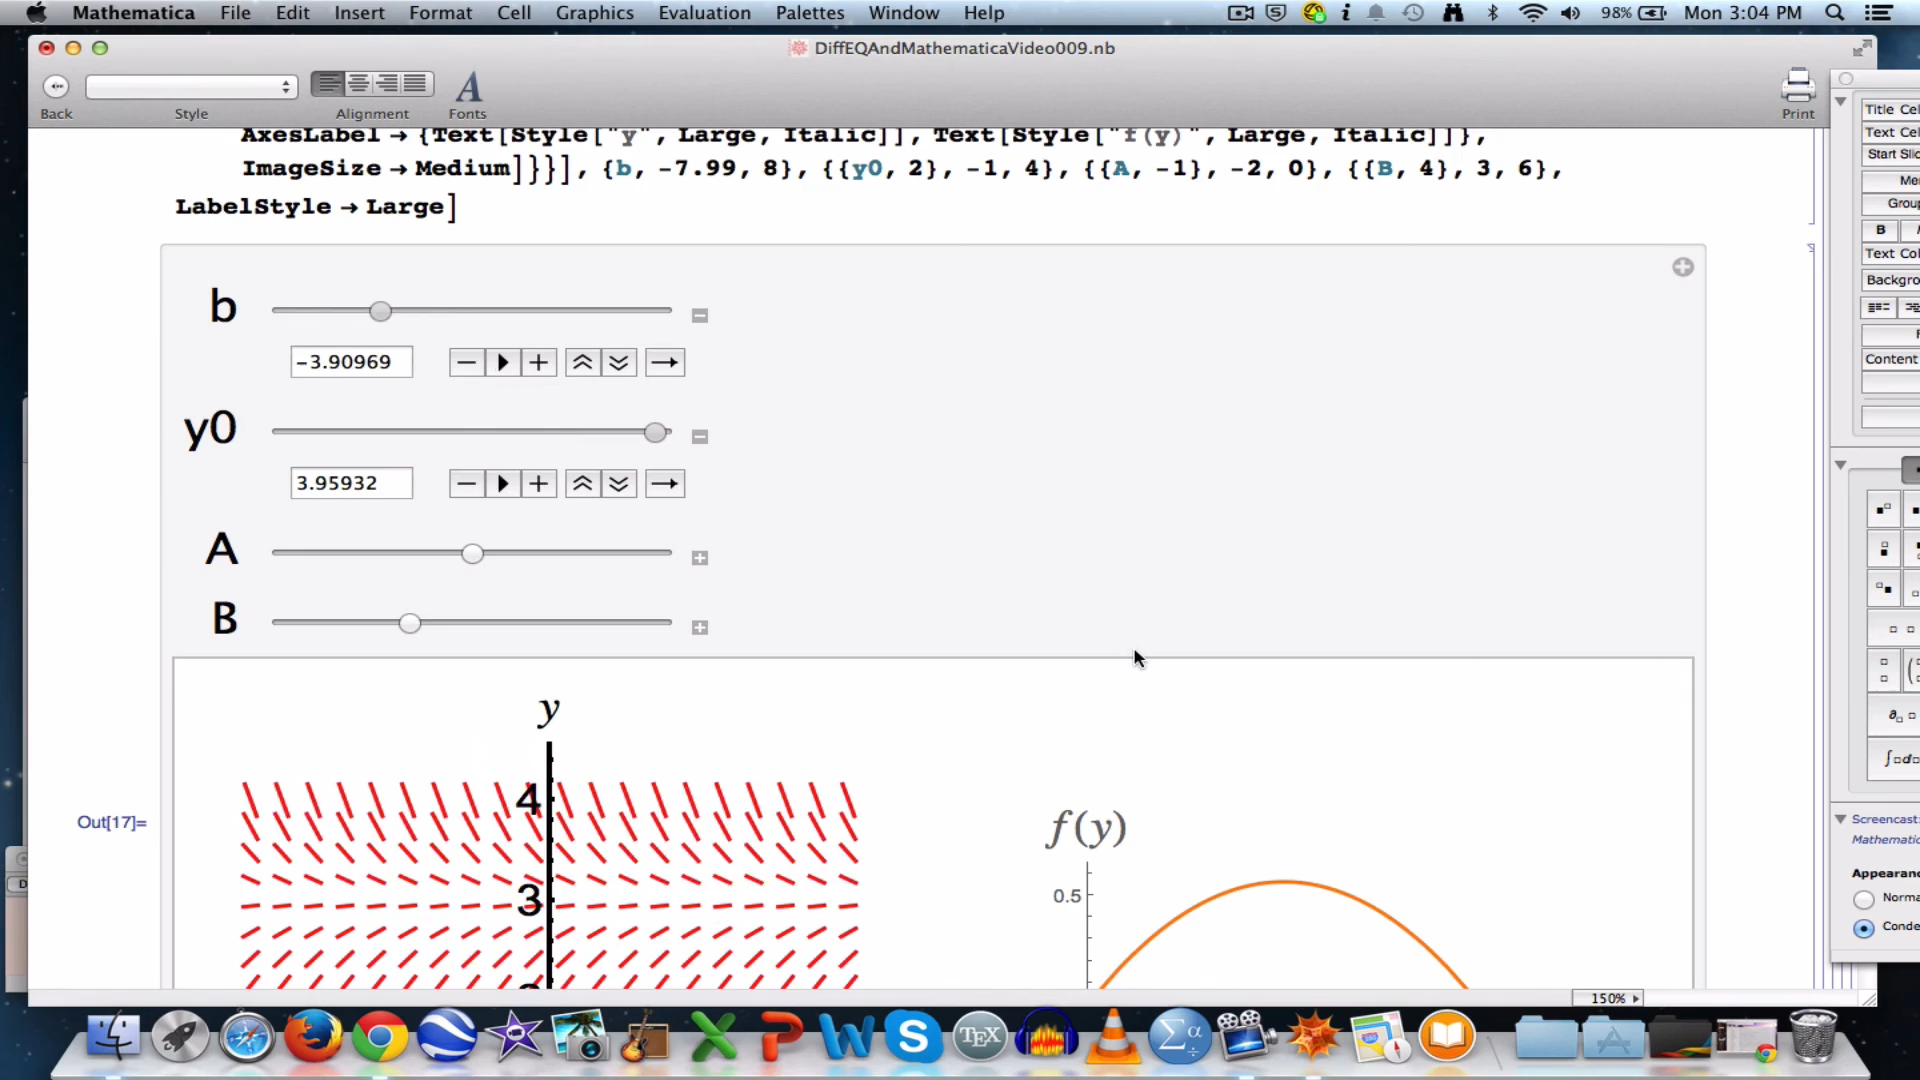 Mathematica File Edit Insert Format Cell Graphics Evaluation Palettes Window Help 98% Mon 3:04 PM
DiffEQAndMathematicaVideo009.nb
Back Style Alignment Fonts Print
AxesLabel → {Text[Style["y", Large, Italic]], Text[Style["f(y)", Large, Italic]]},
ImageSize → Medium]}}], {b, -7.99, 8}, {{y0, 2}, -1, 4}, {{A, -1}, -2, 0}, {{B, 4}, 3, 6},
LabelStyle → Large]
b
-3.90969
y0
3.95932
A
B
Out[17]=
y
4
3
f(y)
0.5
150%
Title Cel
Text Cel
Start Slid
Me
Group
B I
Text Col
Backgro
Content
Screencast:
Mathematic
Appearanc
Norma
Conde
TEX